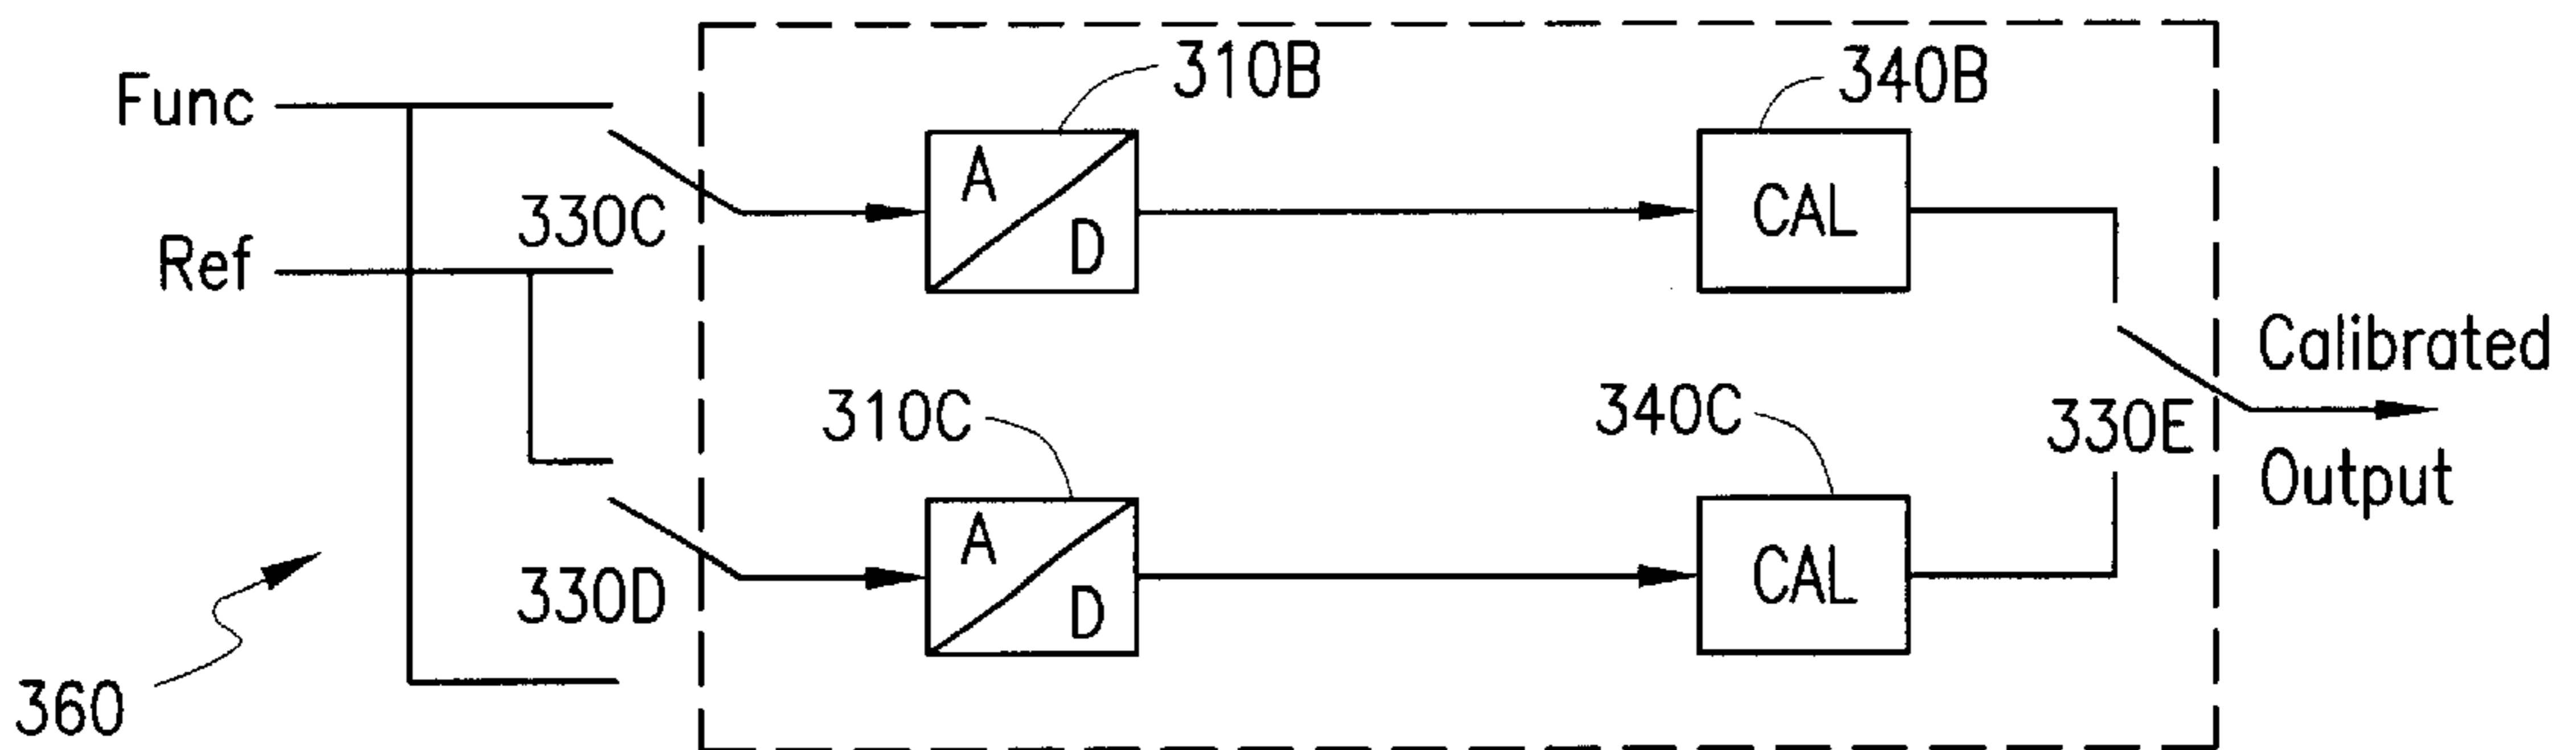 310B
340B
Func
A
D
CAL
330C
Ref
Calibrated
310C
340C
330E
Output
A
D
CAL
330D
360